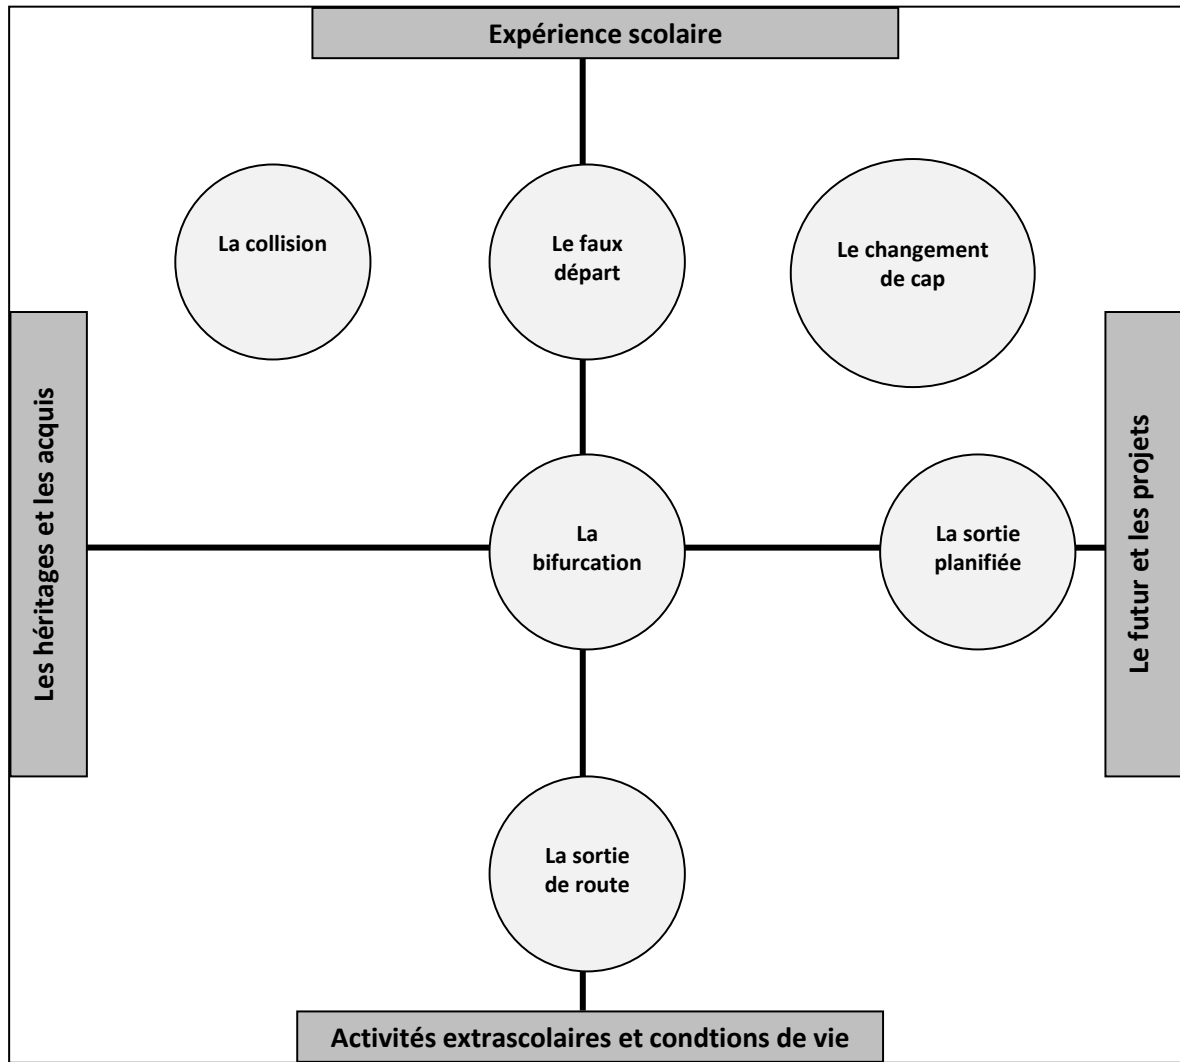 Expérience scolaire
La collision
Le faux
départ
Le changement
de cap
Les héritages et les acquis
La
bifurcation
La sortie
planifiée
Le futur et les projets
La sortie
de route
Activités extrascolaires et condtions de vie